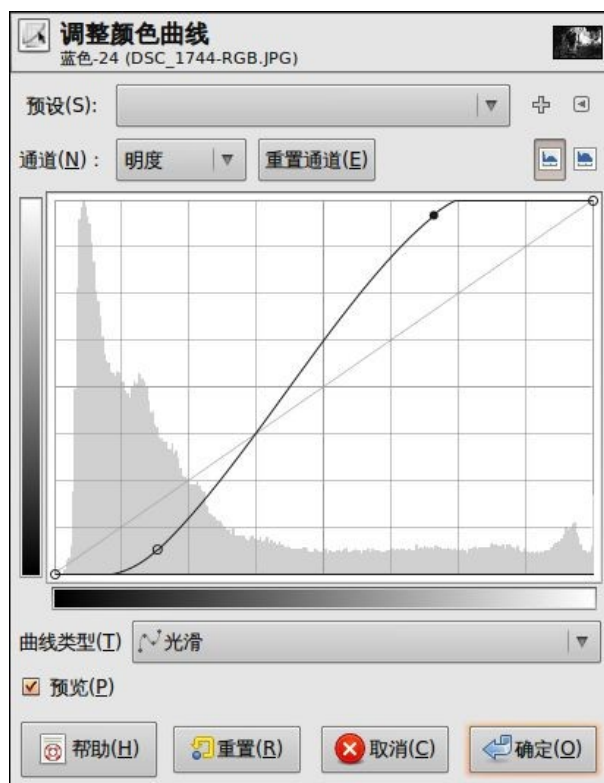 调整颜色曲线
蓝色-24 (DSC_1744-RGB.JPG)
预设(S):
通道(N)： 明度 重置通道(E)
曲线类型(T) 光滑
预览(P)
帮助(H) 重置(R) 取消(C) 确定(O)